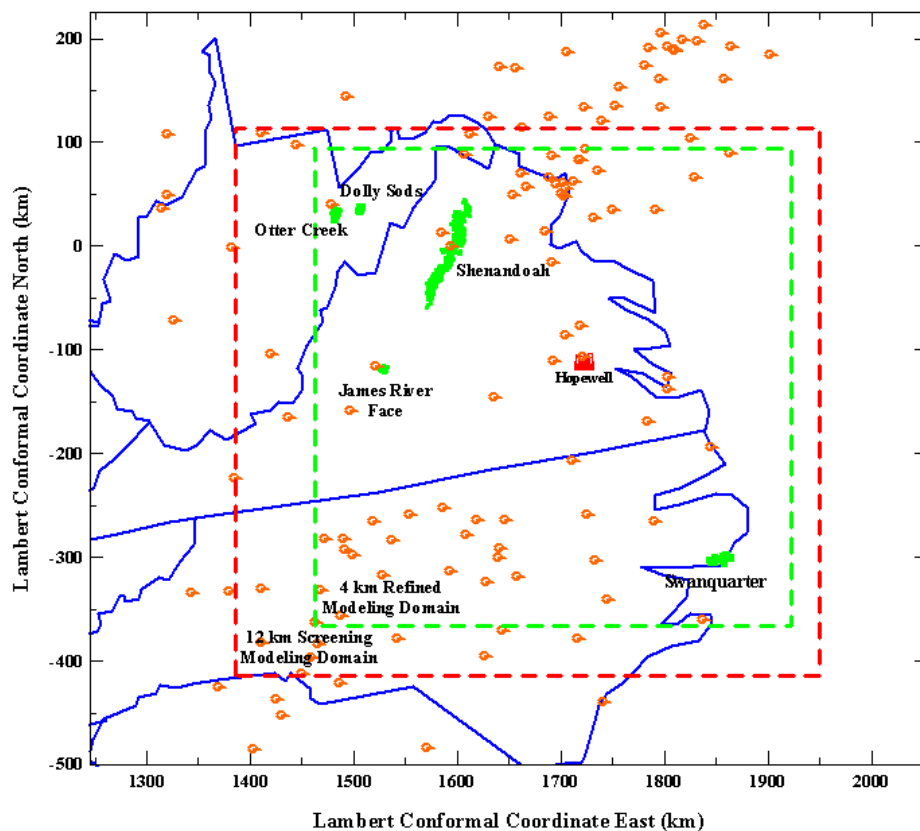 200
100
0
-100
-200
-300
-400
-500
Lambert Conformal Coordinate North (km)
Dolly Sods
Otter Creek
Shenandoah
James River
Face
Hopewell
Swanquarter
4 km Refined
Modeling Domain
12 km Screening
Modeling Domain
1300 1400 1500 1600 1700 1800 1900 2000
Lambert Conformal Coordinate East (km)